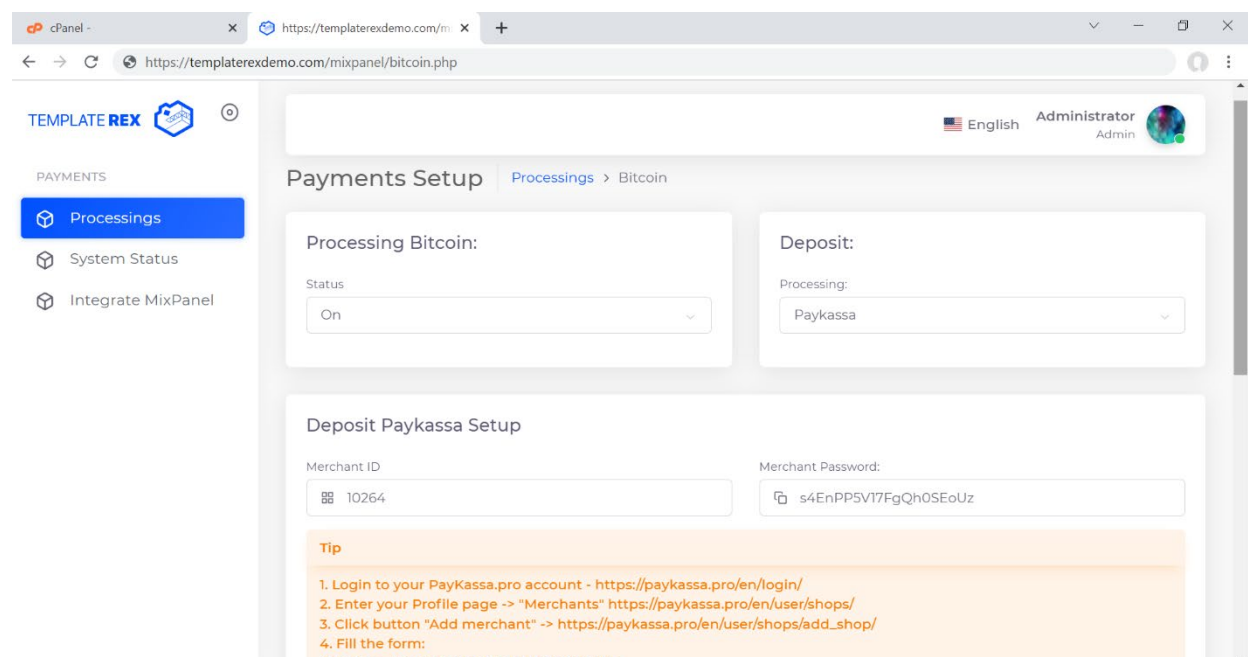 cPanel -
https://templaterexdemo.com/m
https://templaterexdemo.com/mixpanel/bitcoin.php
TEMPLATE REX
English
Administrator
Admin
PAYMENTS
Processings
System Status
Integrate MixPanel
Payments Setup
Processings > Bitcoin
Processing Bitcoin:
Status
On
Deposit:
Processing:
Paykassa
Deposit Paykassa Setup
Merchant ID
10264
Merchant Password:
s4EnPP5V17FgQh0SEoUz
Tip
1. Login to your PayKassa.pro account - https://paykassa.pro/en/login/
2. Enter your Profile page -> "Merchants" https://paykassa.pro/en/user/shops/
3. Click button "Add merchant" -> https://paykassa.pro/en/user/shops/add_shop/
4. Fill the form: